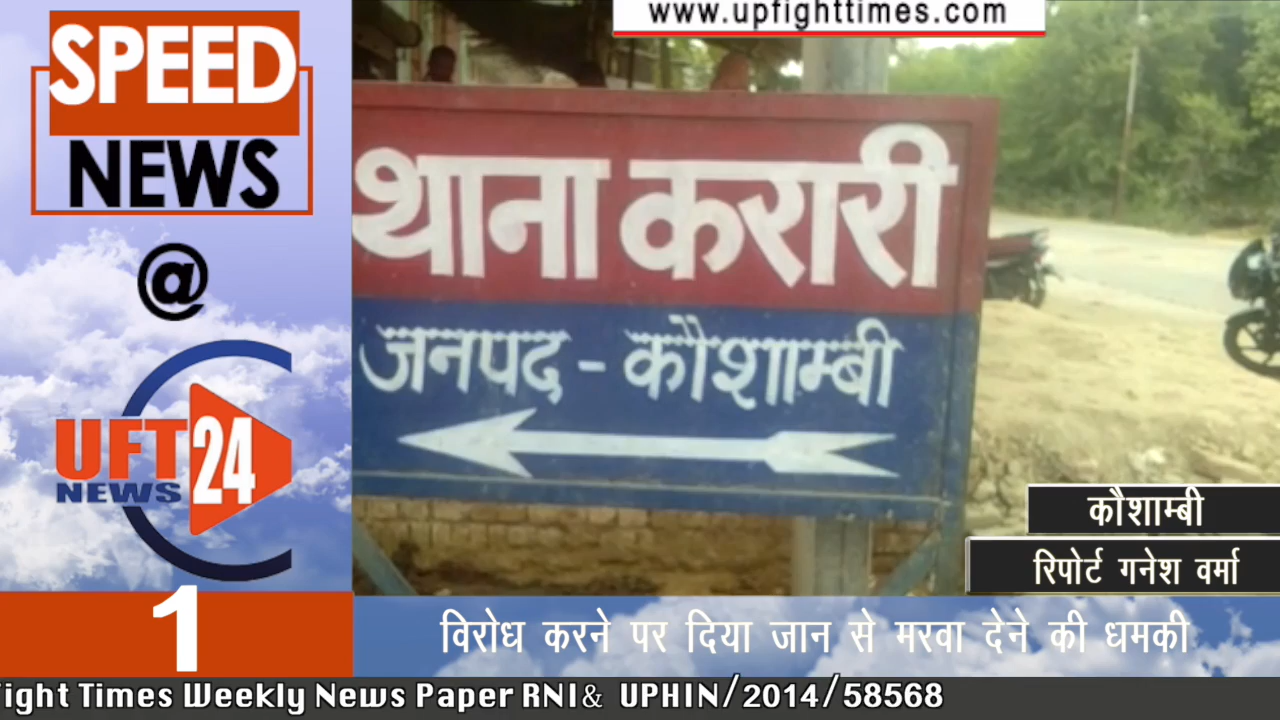 www.upfighttimes.com
SPEED
NEWS
@
UFT 24
NEWS
1
थाना करारी
जनपद - कौशाम्बी
कौशाम्बी
रिपोर्ट गनेश वर्मा
विरोध करने पर दिया जान से मरवा देने की धमकी
Fight Times Weekly News Paper RNI& UPHIN/2014/58568